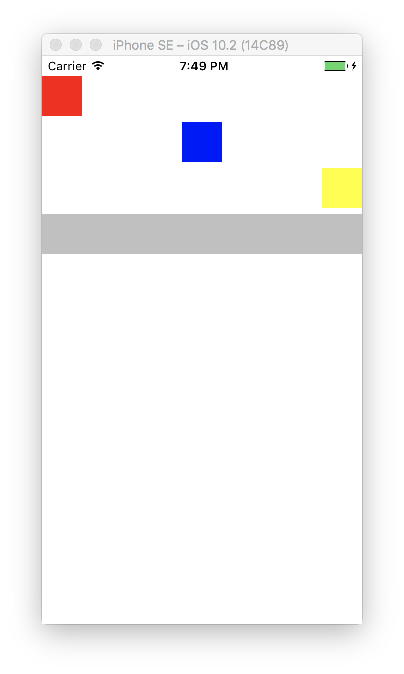 iPhone SE – iOS 10.2 (14C89)
Carrier 7:49 PM